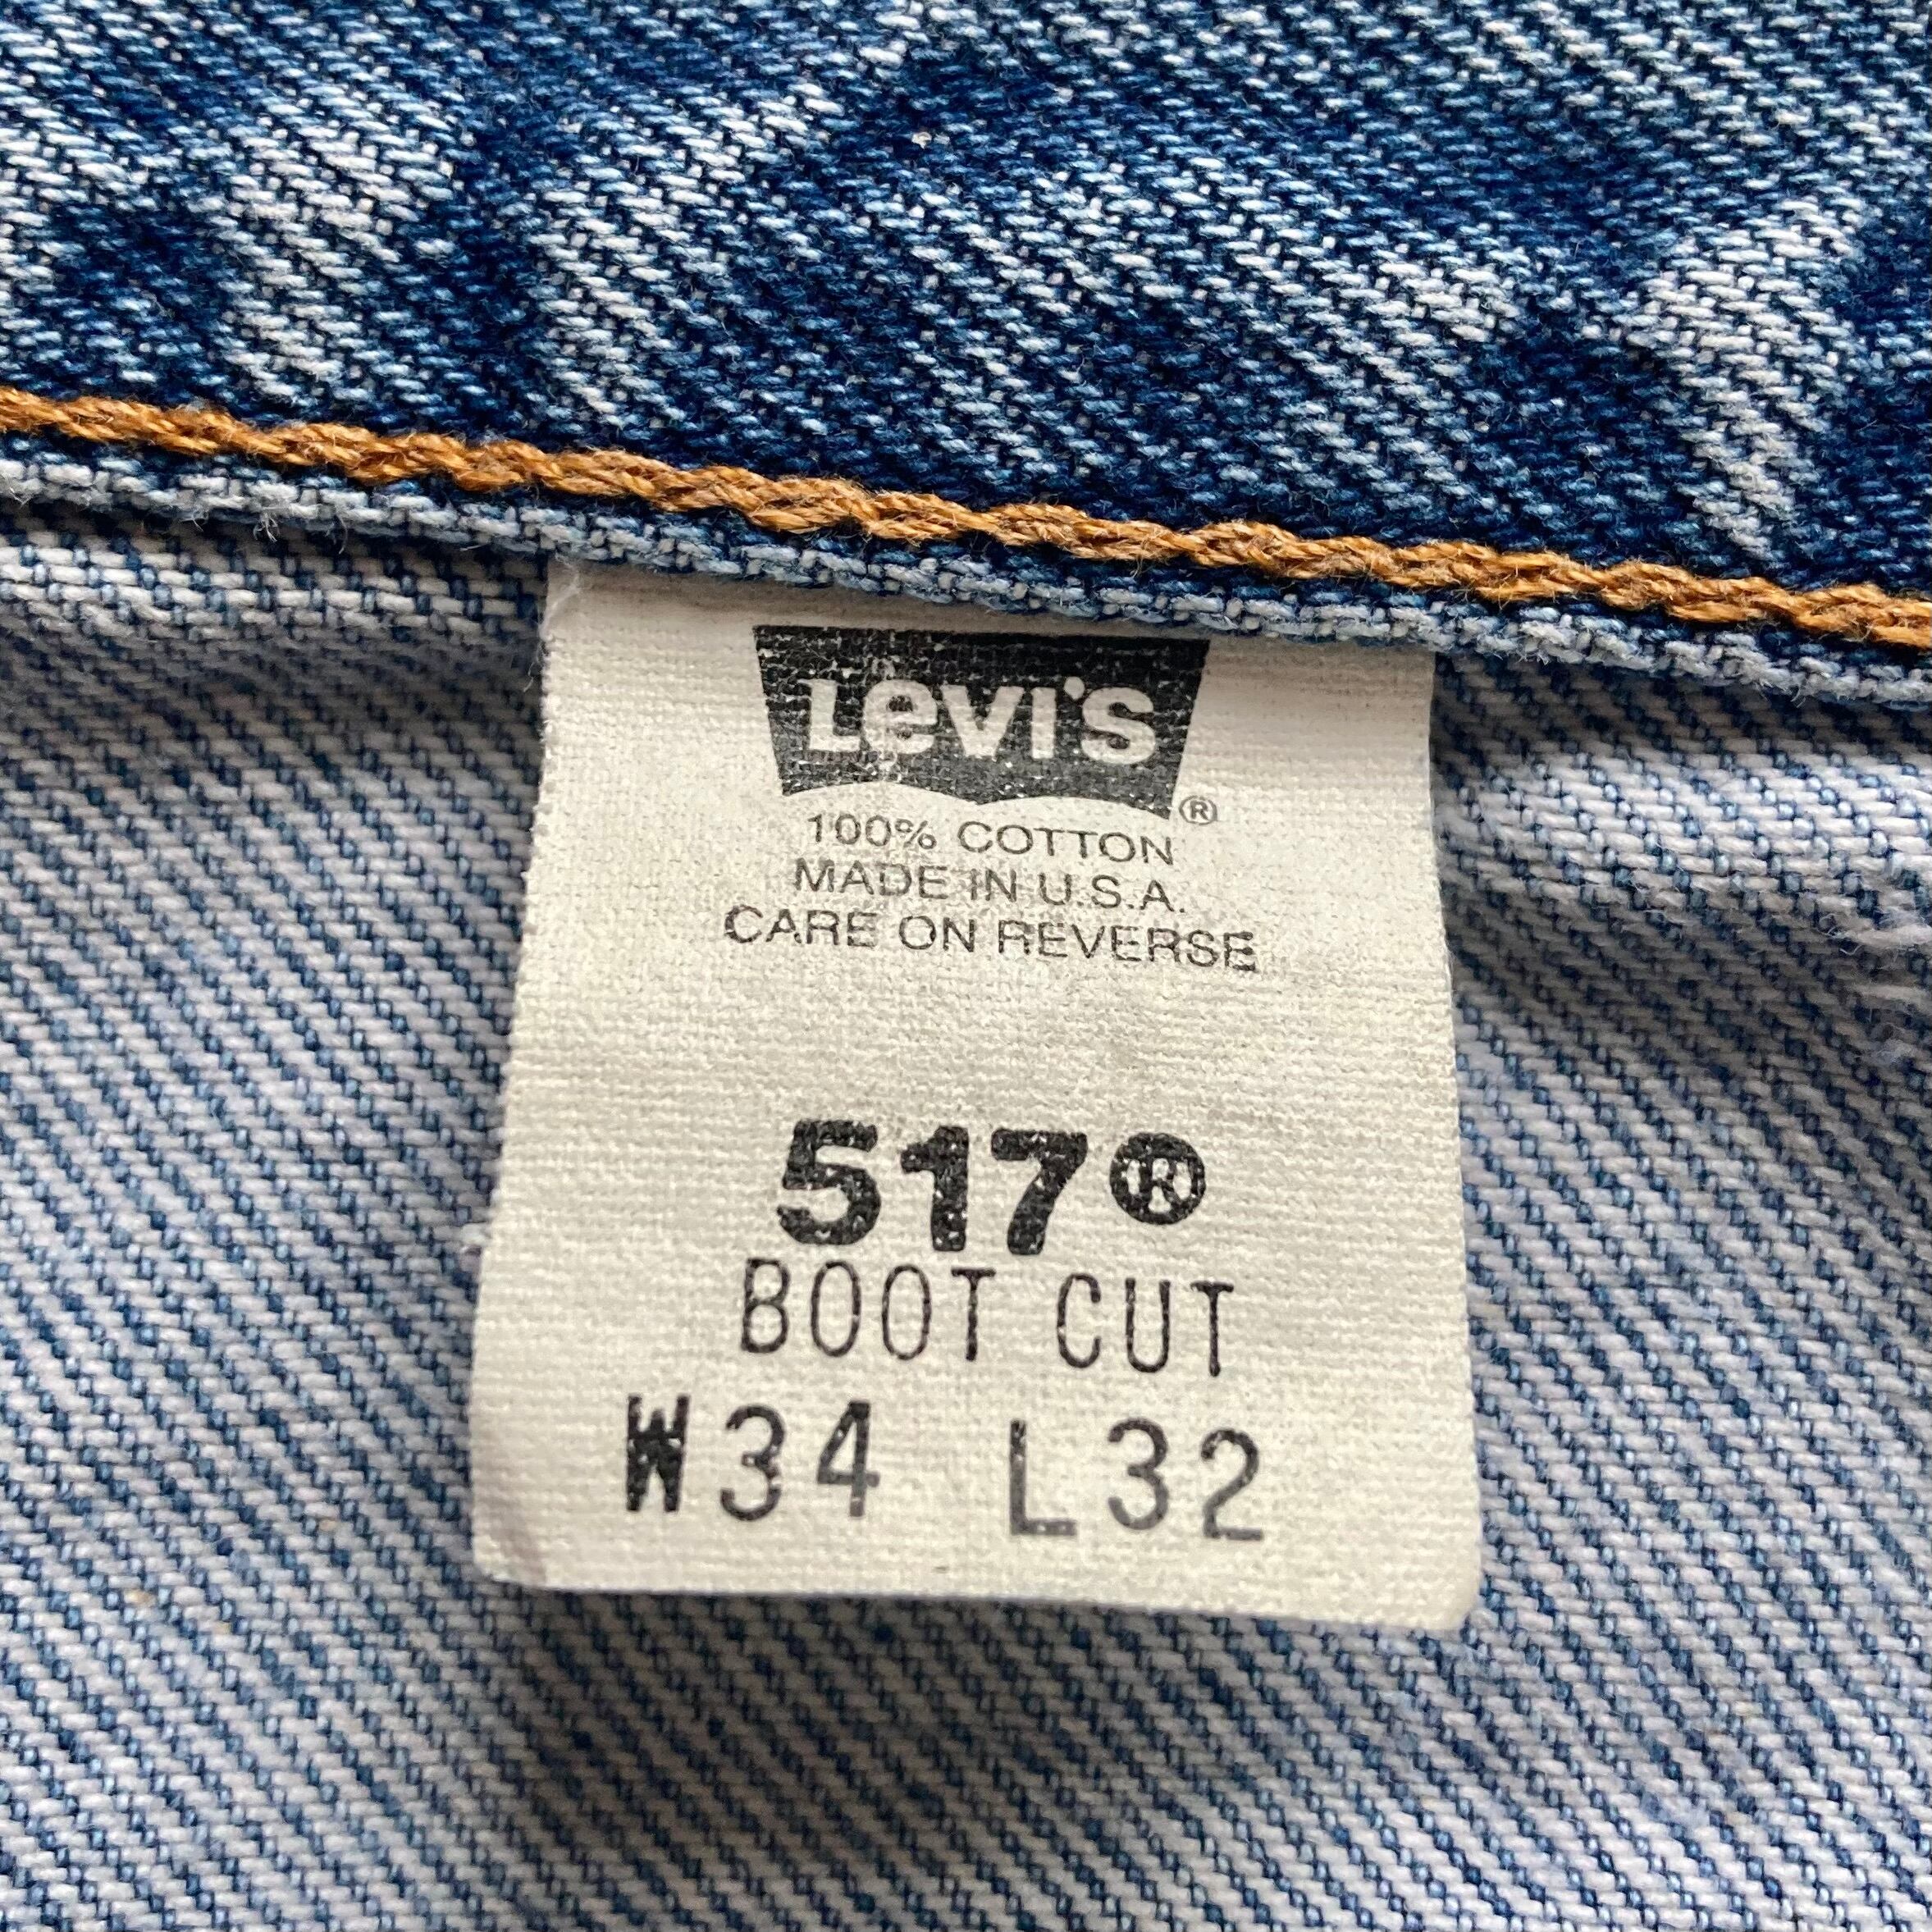 LEVI'S®
100% COTTON
MADE IN U.S.A.
CARE ON REVERSE
517®
BOOT CUT
W34 L32